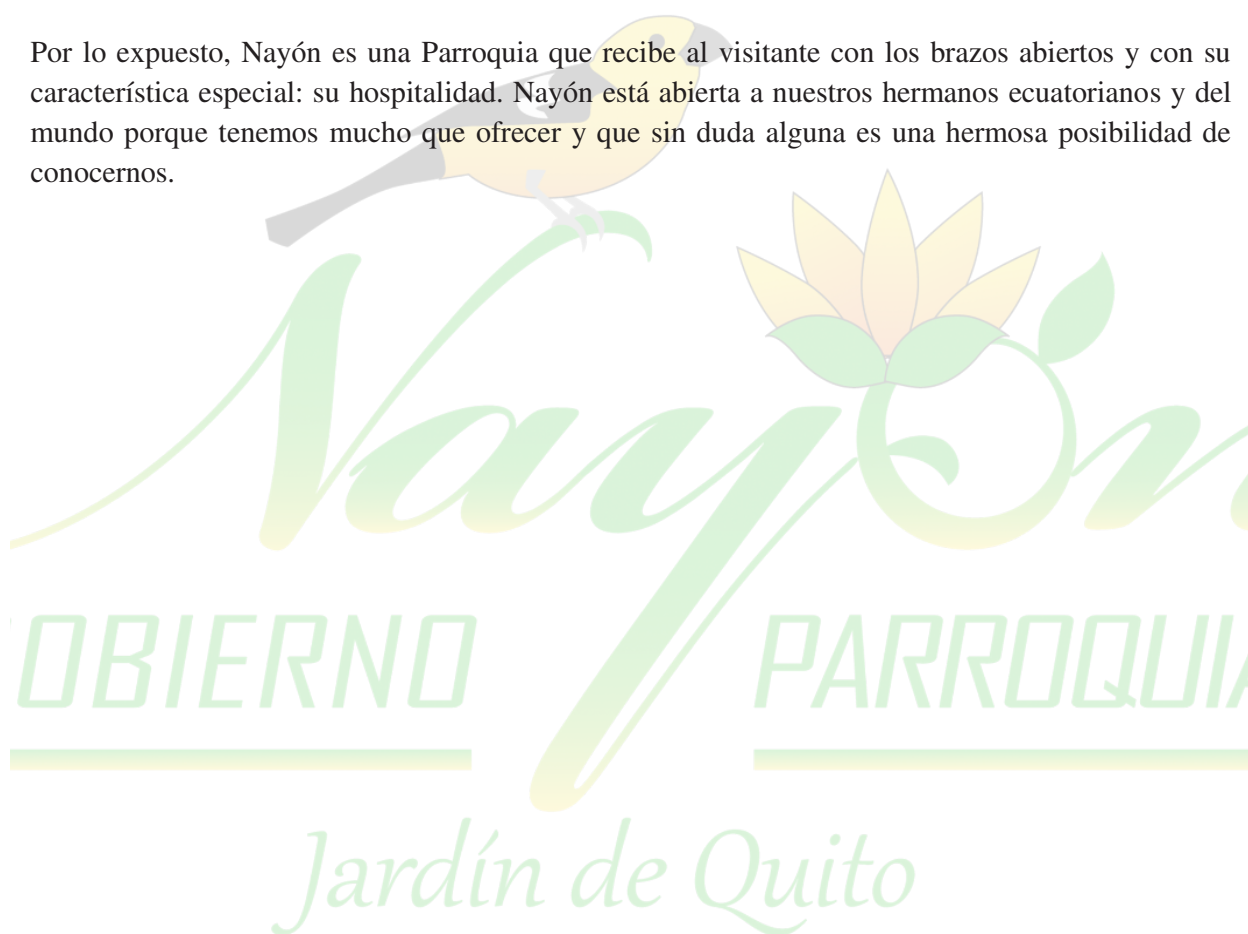 Por lo expuesto, Nayón es una Parroquia que recibe al visitante con los brazos abiertos y con su
característica especial: su hospitalidad. Nayón está abierta a nuestros hermanos ecuatorianos y del
mundo porque tenemos mucho que ofrecer y que sin duda alguna es una hermosa posibilidad de
conocernos.
Nayón
OBIERNO PARROQUIA
Jardín de Quito